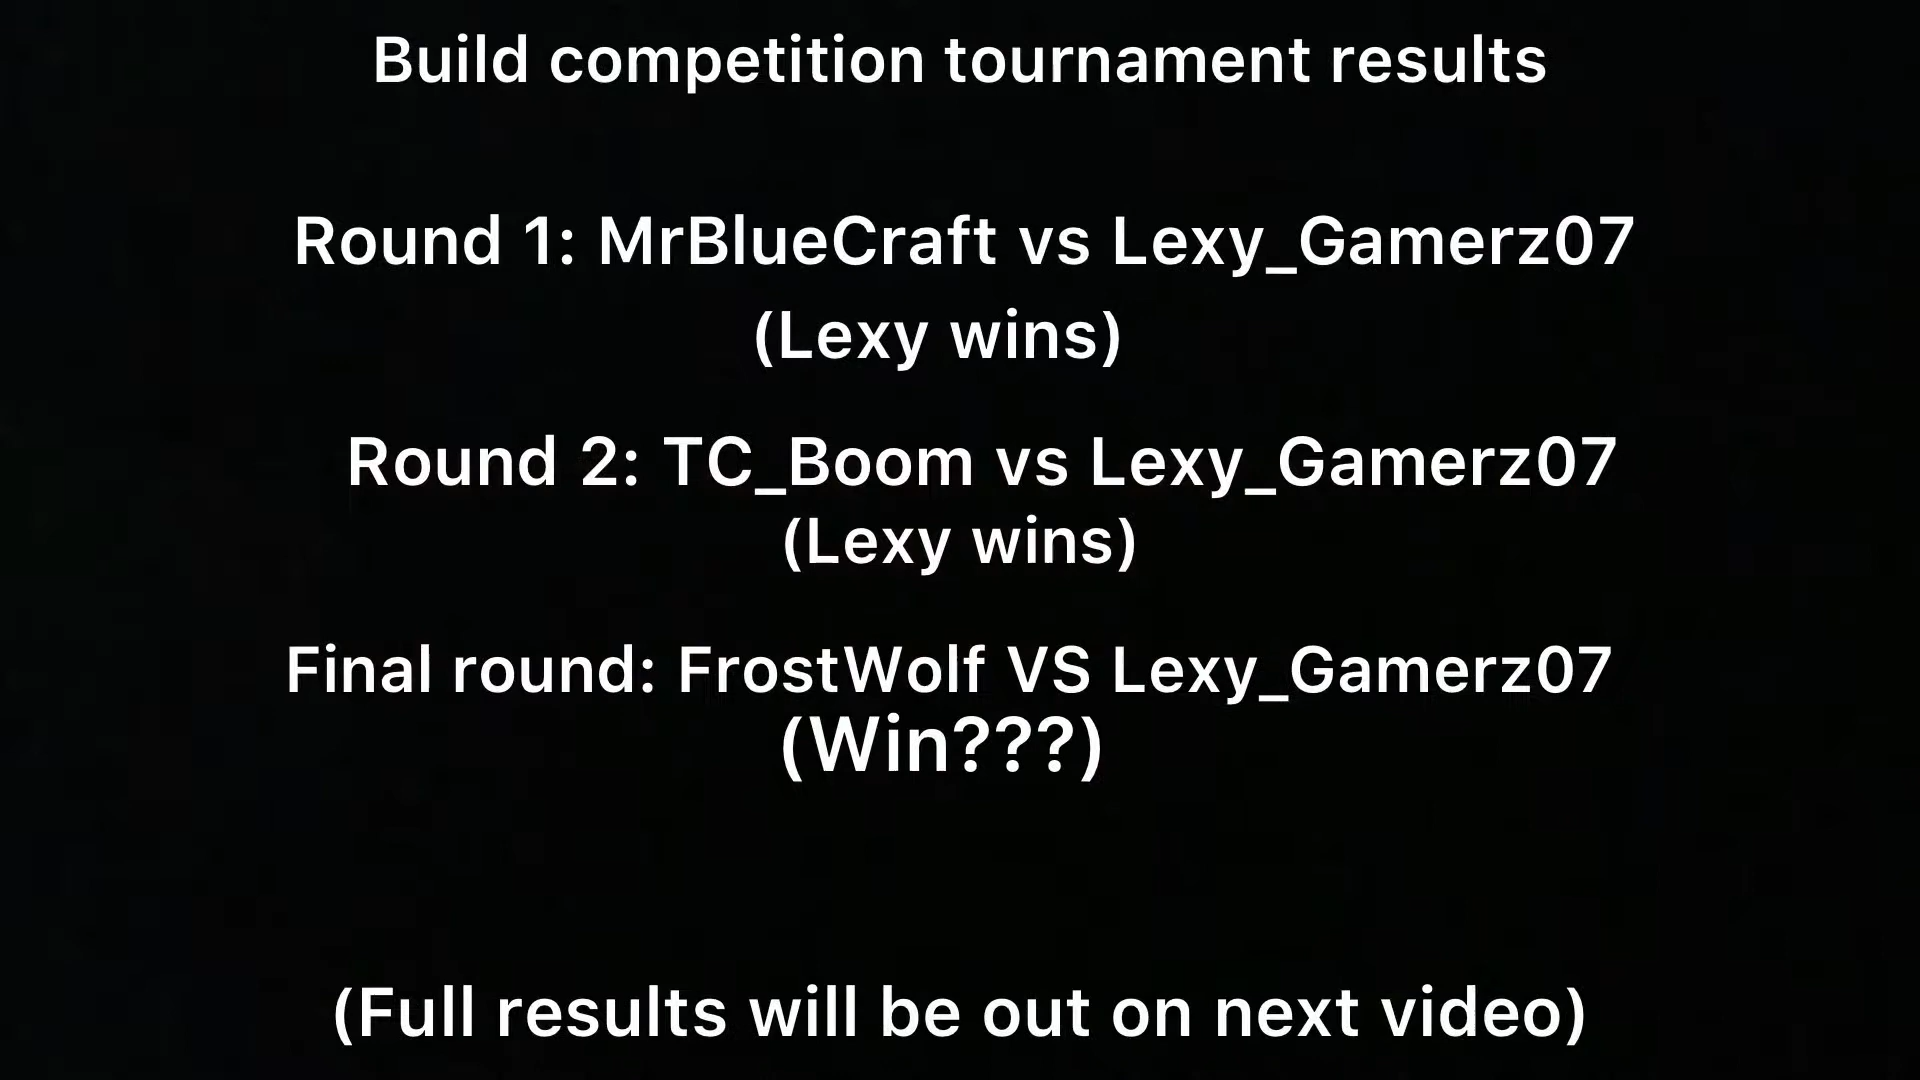 Build competition tournament results
Round 1: MrBlueCraft vs Lexy_Gamerz07
(Lexy wins)
Round 2: TC_Boom vs Lexy_Gamerz07
(Lexy wins)
Final round: FrostWolf VS Lexy_Gamerz07
(Win???)
(Full results will be out on next video)